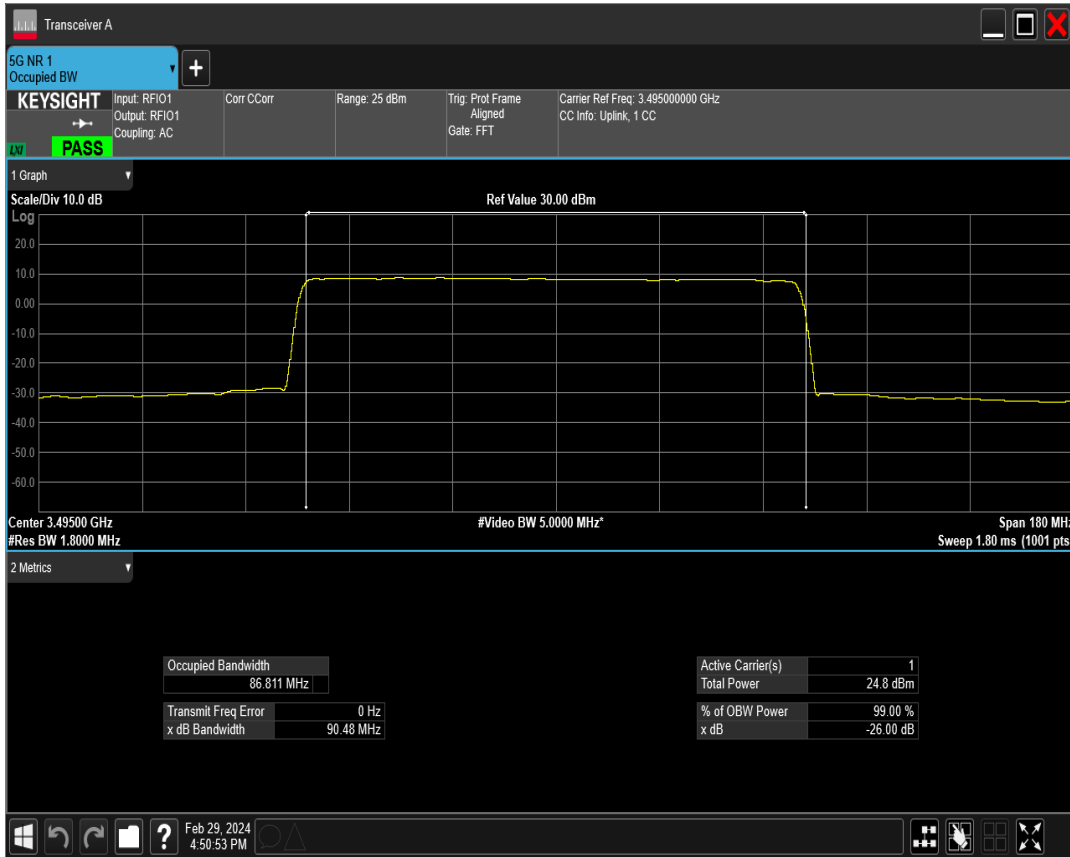 Transceiver A
5G NR 1
Occupied BW
KEYSIGHT
Input: RFIO1
Output: RFIO1
Coupling: AC
Corr CCorr
Range: 25 dBm
Trig: Prot Frame
Aligned
Gate: FFT
Carrier Ref Freq: 3.495000000 GHz
CC Info: Uplink, 1 CC
LXI
PASS
1 Graph
Scale/Div 10.0 dB
Ref Value 30.00 dBm
Log
20.0
10.0
0.00
-10.0
-20.0
-30.0
-40.0
-50.0
-60.0
Center 3.49500 GHz
#Video BW 5.0000 MHz*
Span 180 MHz
#Res BW 1.8000 MHz
Sweep 1.80 ms (1001 pts
2 Metrics
Occupied Bandwidth
86.811 MHz
Transmit Freq Error 0 Hz
x dB Bandwidth 90.48 MHz
Active Carrier(s) 1
Total Power 24.8 dBm
% of OBW Power 99.00 %
x dB -26.00 dB
?
Feb 29, 2024
4:50:53 PM